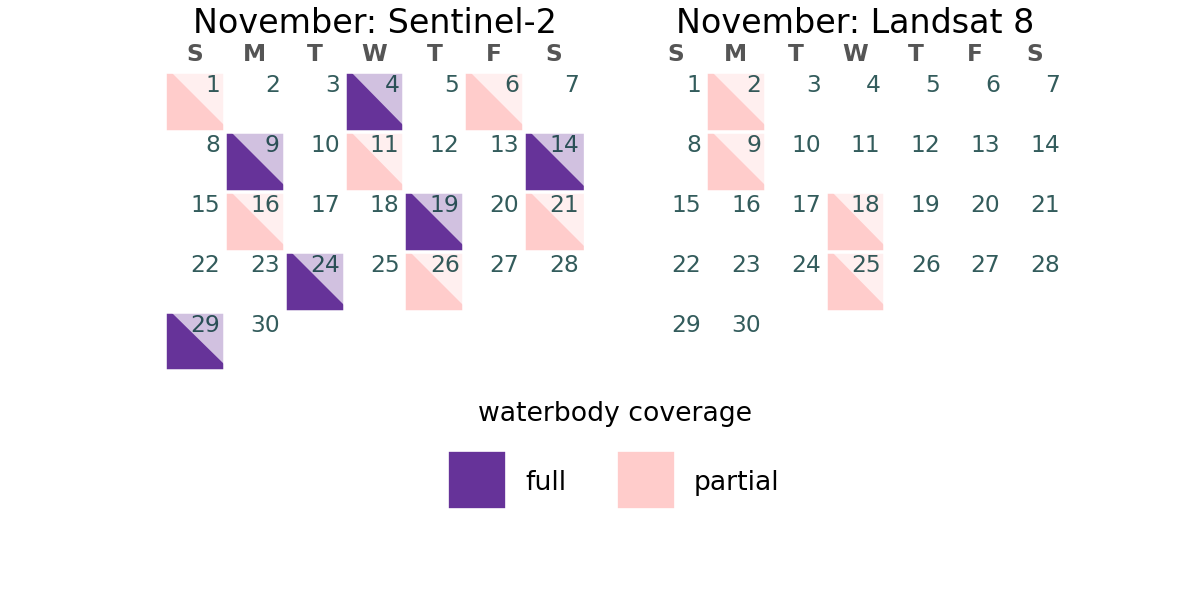 November: Sentinel-2
S M T W T F S
1 2 3 4 5 6 7
8 9 10 11 12 13 14
15 16 17 18 19 20 21
22 23 24 25 26 27 28
29 30
November: Landsat 8
S M T W T F S
1 2 3 4 5 6 7
8 9 10 11 12 13 14
15 16 17 18 19 20 21
22 23 24 25 26 27 28
29 30
waterbody coverage
full
partial